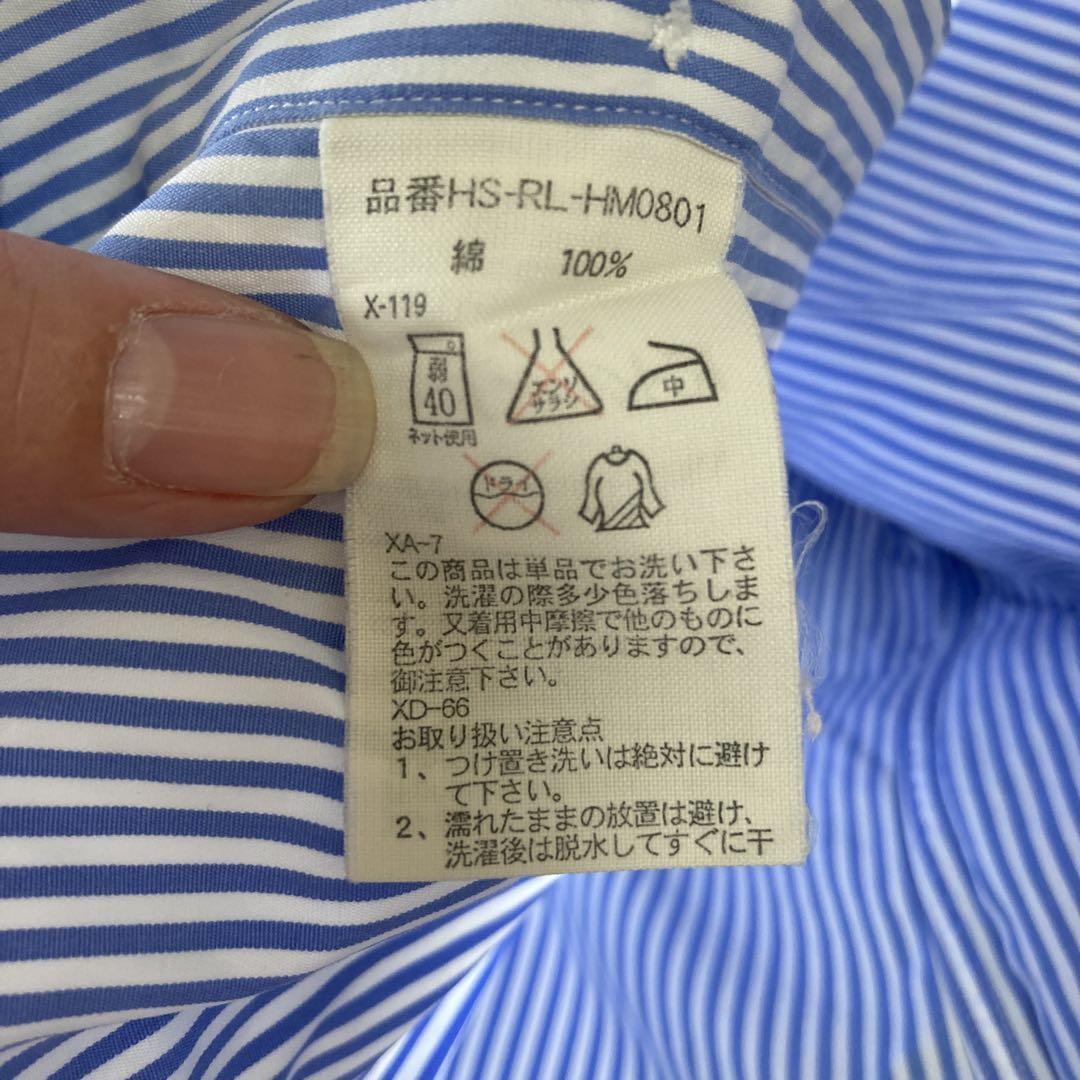 品番HS-RL-HM0801
綿 100%
X-119
弱
40
ネット使用
エンソ
サラシ
中
ドライ
XA-7
この商品は単品でお洗い下さ
い。洗濯の際多少色落ちしま
す。又着用中摩擦で他のものに
色がつくことがありますので、
御注意下さい。
XD-66
お取り扱い注意点
1、つけ置き洗いは絶対に避け
て下さい。
2、濡れたままの放置は避け、
洗濯後は脱水してすぐに干